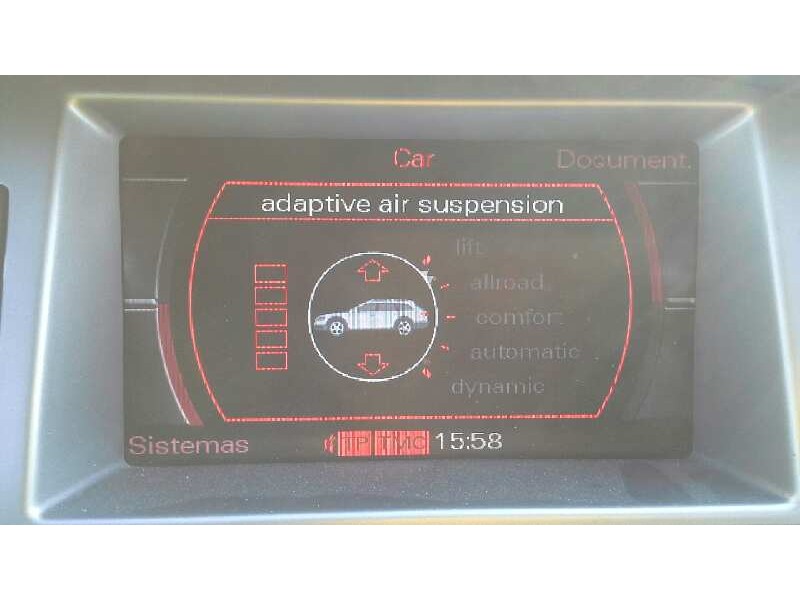 Car
Document.
adaptive air suspension
lift
allroad
comfort
automatic
dynamic
Sistemas
TP TMC 15:58